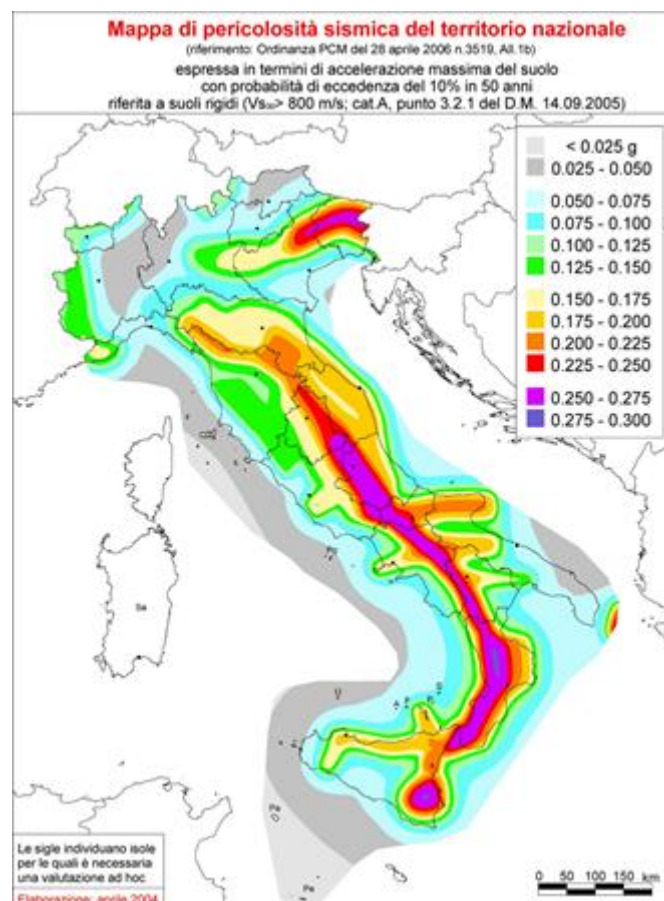 Mappa di pericolosità sismica del territorio nazionale
(riferimento: Ordinanza PCM del 28 aprile 2006 n.3519, All.1b)
espressa in termini di accelerazione massima del suolo
con probabilità di eccedenza del 10% in 50 anni
riferita a suoli rigidi (Vs₃₀> 800 m/s; cat.A, punto 3.2.1 del D.M. 14.09.2005)
< 0.025 g
0.025 - 0.050
0.050 - 0.075
0.075 - 0.100
0.100 - 0.125
0.125 - 0.150
0.150 - 0.175
0.175 - 0.200
0.200 - 0.225
0.225 - 0.250
0.250 - 0.275
0.275 - 0.300
Sa
U
A
Pa
Pe
Le sigle individuano isole
per le quali è necessaria
una valutazione ad hoc
Elaborazione: aprile 2004
0 50 100 150 km